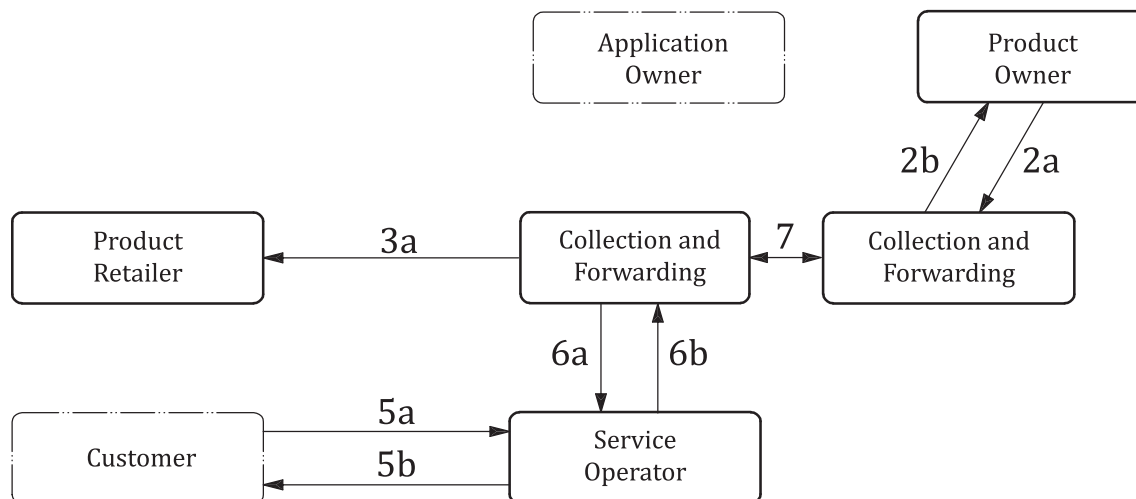 Application
Owner
Product
Owner
2b
2a
Product
Retailer
3a
Collection and
Forwarding
7
Collection and
Forwarding
6a
6b
Customer
5a
5b
Service
Operator